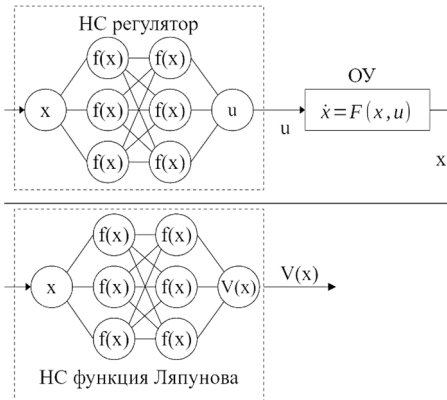 НС регулятор
f(x) f(x)
ОУ
x f(x) f(x) u
u
ẋ=F(x,u)
f(x) f(x)
x
f(x) f(x)
x f(x) f(x) V(x)
V(x)
f(x) f(x)
НС функция Ляпунова